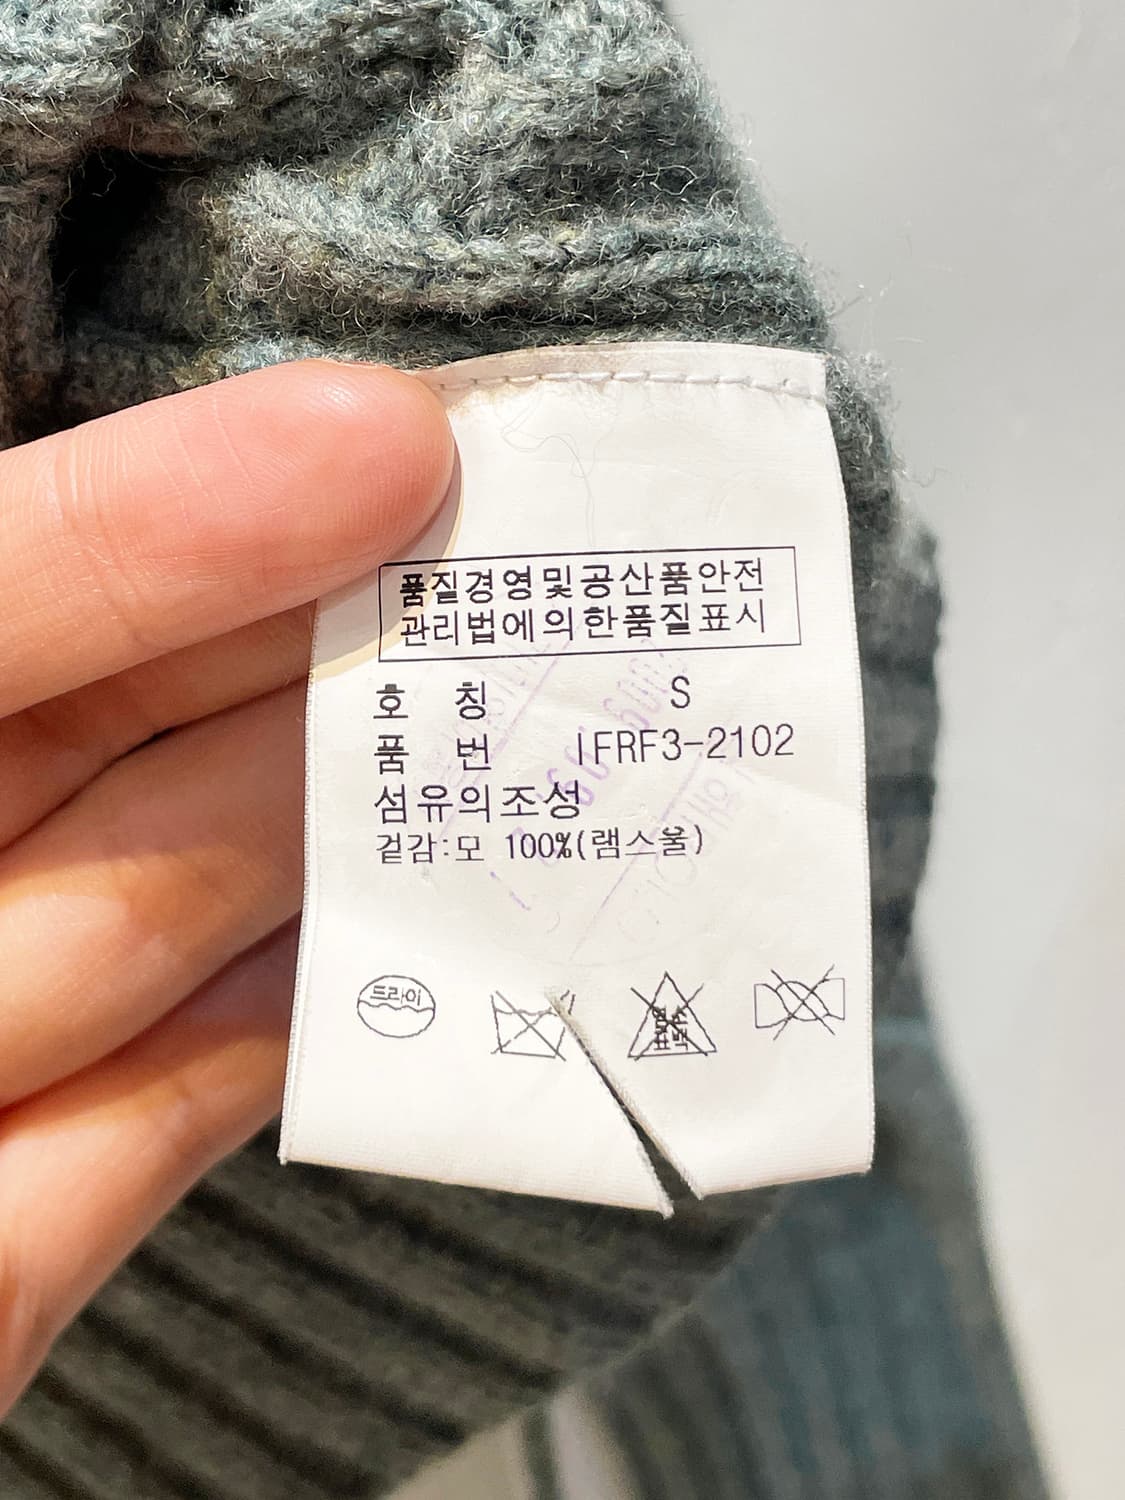 품질경영및공산품안전
관리법에의한품질표시
호 칭 S
품 번 IFRF3-2102
섬유의조성
겉감:모 100%(램스울)
드라이
표백